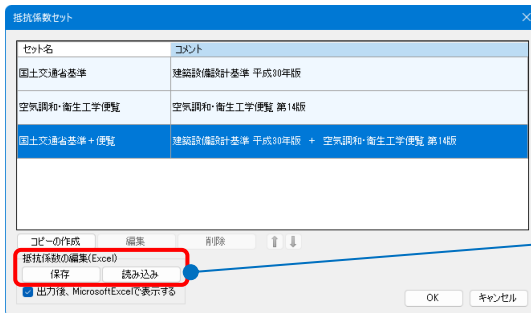 抵抗係数セット
セット名 コメント
国土交通省基準 建築設備設計基準 平成30年版
空気調和・衛生工学便覧 空気調和・衛生工学便覧 第14版
国土交通省基準+便覧 建築設備設計基準 平成30年版 + 空気調和・衛生工学便覧 第14版
コピーの作成 編集 削除
抵抗係数の編集(Excel)
保存 読み込み
出力後、MicrosoftExcelで表示する
OK キャンセル